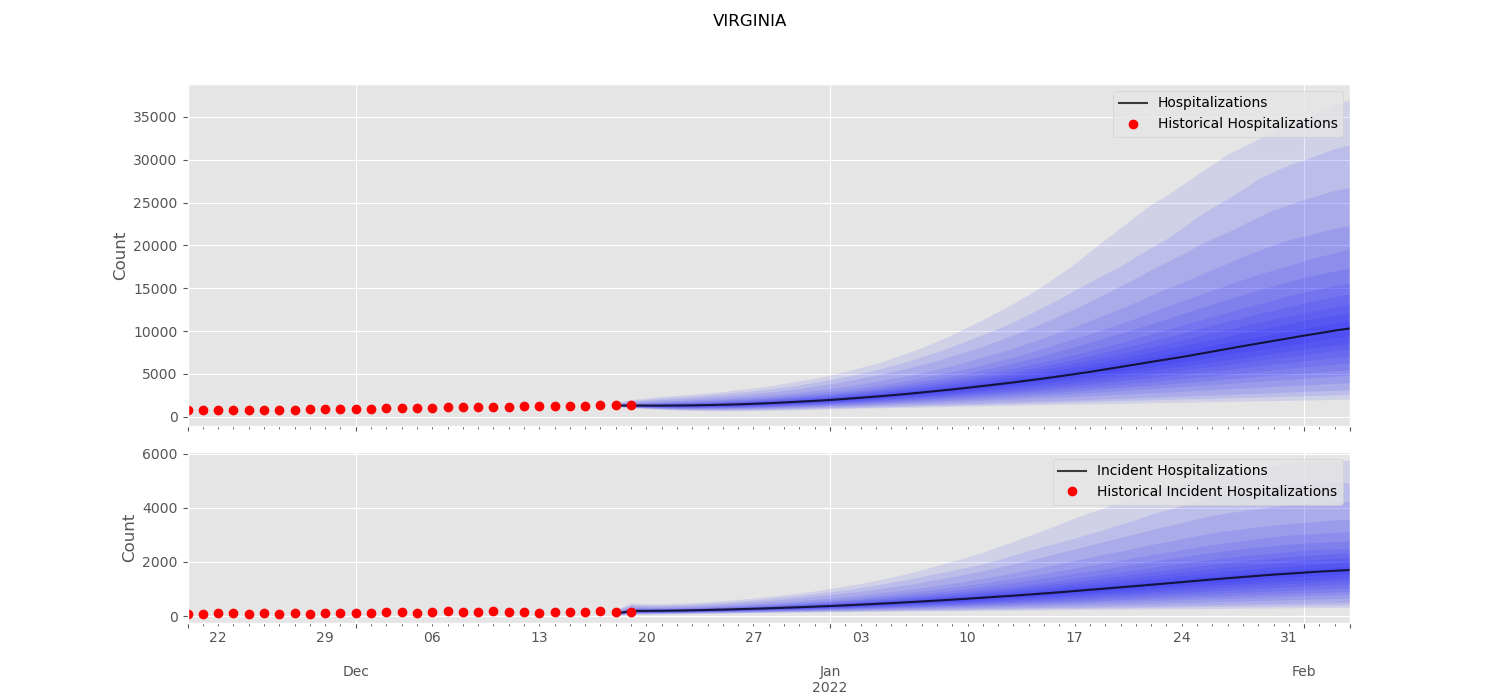 VIRGINIA
Hospitalizations
Historical Hospitalizations
35000
30000
25000
20000
15000
10000
5000
0
Count
Incident Hospitalizations
Historical Incident Hospitalizations
6000
4000
2000
0
Count
22 29 06 13 20 27 03 10 17 24 31
Dec Jan Feb
2022